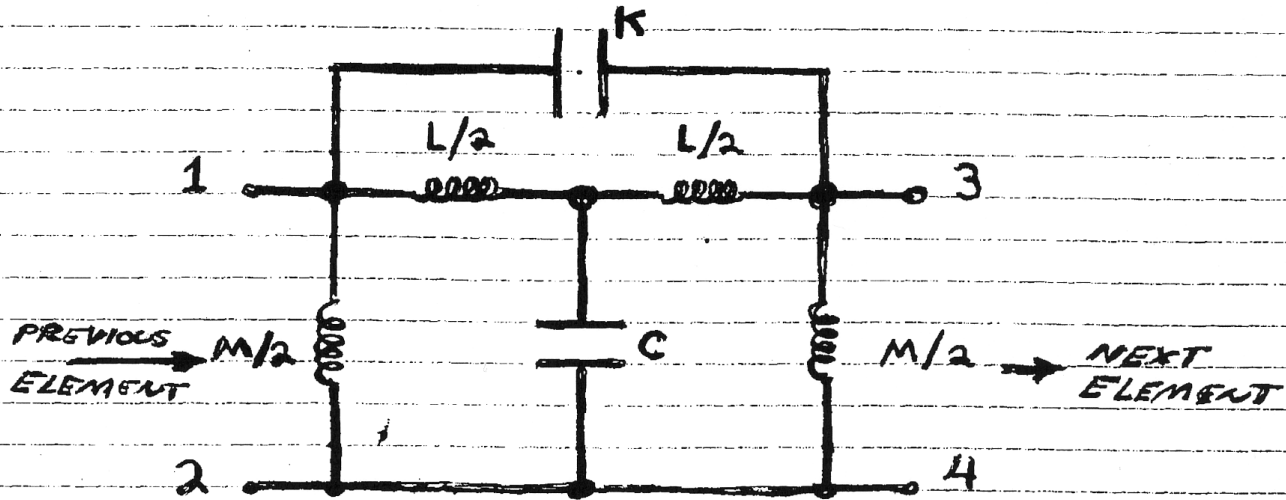 K
L/2 L/2
1 3
PREVIOUS
ELEMENT
M/2 C M/2
NEXT
ELEMENT
2 4